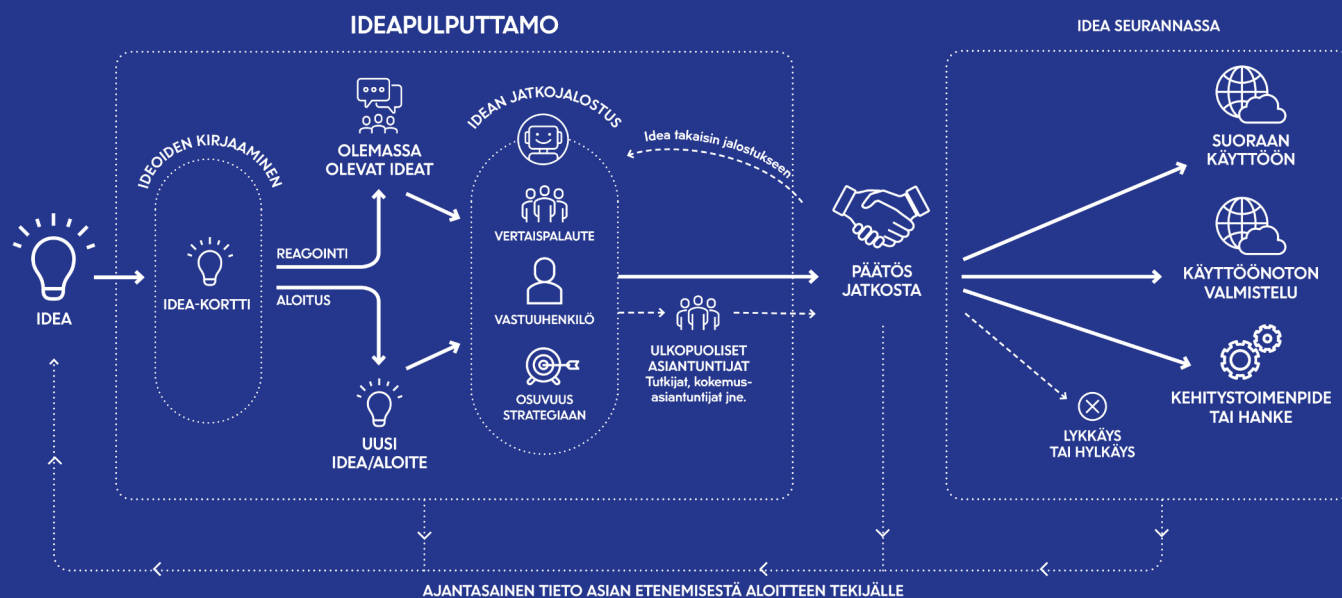 IDEAPULPUTTAMO
IDEA SEURANNASSA
IDEA
IDEOIDEN KIRJAAMINEN
IDEA-KORTTI
REAGOINTI
ALOITUS
OLEMASSA
OLEVAT IDEAT
UUSI
IDEA/ALOITE
IDEAN JATKOJALOSTUS
VERTAISPALAUTE
VASTUUHENKILÖ
OSUVUUS
STRATEGIAAN
Idea takaisin jalostukseen
ULKOPUOLISET
ASIANTUNTIJAT
Tutkijat, kokemus-
asiantuntijat jne.
PÄÄTÖS
JATKOSTA
SUORAAN
KÄYTTÖÖN
KÄYTTÖÖNOTON
VALMISTELU
KEHITYSTOIMENPIDE
TAI HANKE
LYKKÄYS
TAI HYLKÄYS
AJANTASAINEN TIETO ASIAN ETENEMISESTÄ ALOITTEEN TEKIJÄLLE